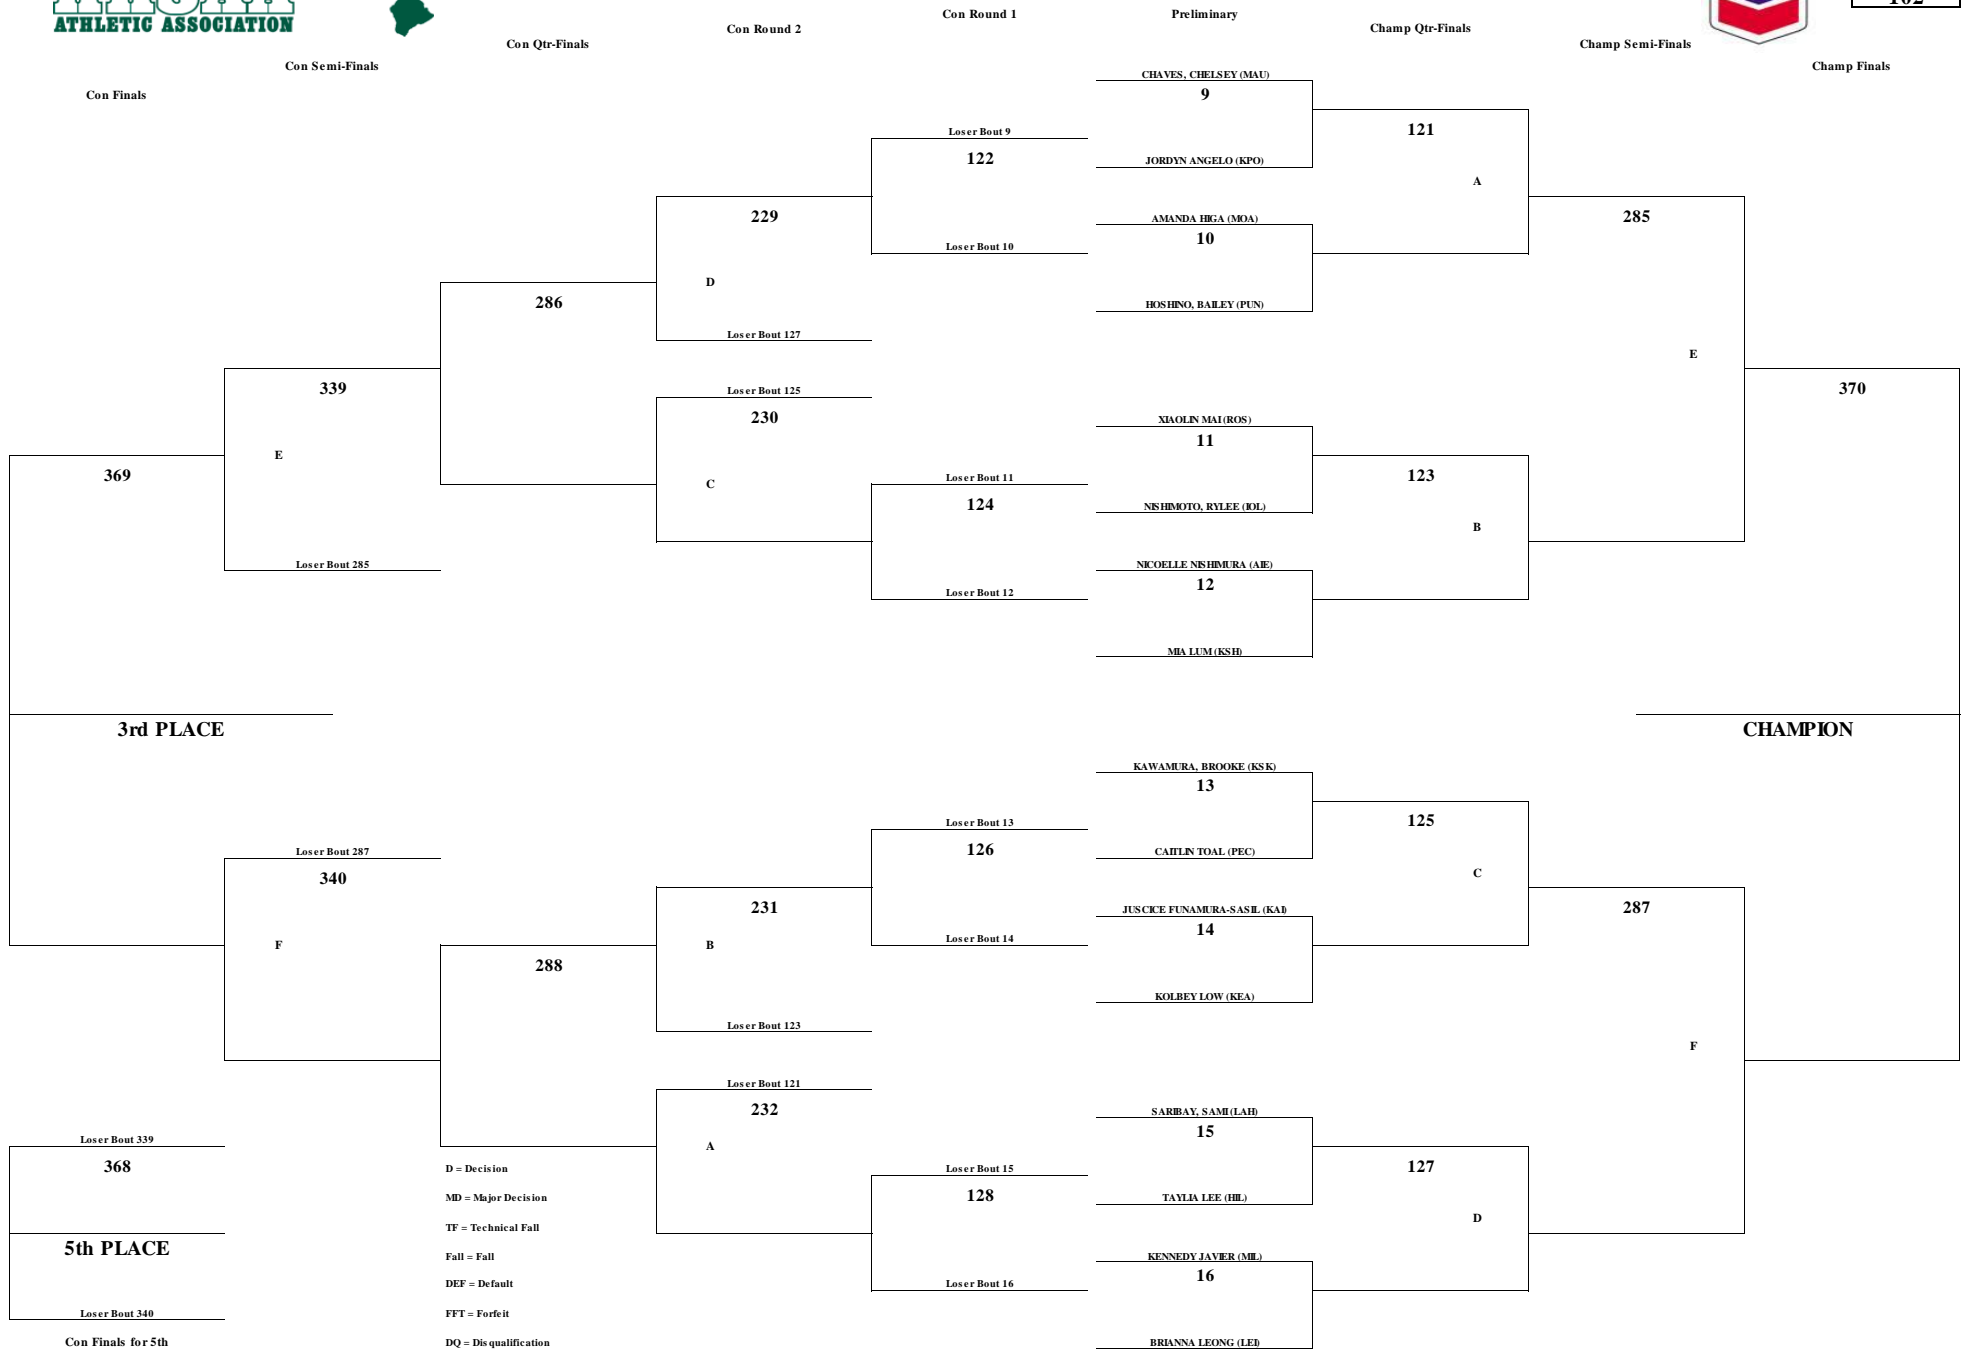 ATHLETIC ASSOCIATION
102
Con Round 1
Preliminary
Con Round 2
Champ Qtr-Finals
Con Qtr-Finals
Champ Semi-Finals
Con Semi-Finals
Champ Finals
Con Finals
CHAVES, CHELSEY (MAU)
9
JORDYN ANGELO (KPO)
AMANDA HIGA (MOA)
10
HOSHINO, BAILEY (PUN)
XIAOLIN MAI (ROS)
11
NISHIMOTO, RYLEE (IOL)
NICOELLE NISHIMURA (AIE)
12
MIA LUM (KSH)
KAWAMURA, BROOKE (KSK)
13
CAITLIN TOAL (PEC)
JUSCICE FUNAMURA-SASIL (KAI)
14
KOLBEY LOW (KEA)
SARIBAY, SAMI (LAH)
15
TAYLIA LEE (HIL)
KENNEDY JAVIER (MIL)
16
BRIANNA LEONG (LEI)
121
A
123
B
125
C
127
D
285
E
287
F
370
CHAMPION
Loser Bout 9
122
Loser Bout 10
Loser Bout 11
124
Loser Bout 12
Loser Bout 13
126
Loser Bout 14
Loser Bout 15
128
Loser Bout 16
229
D
Loser Bout 127
Loser Bout 125
230
C
231
B
Loser Bout 123
Loser Bout 121
232
A
286
288
339
E
Loser Bout 285
Loser Bout 287
340
F
369
3rd PLACE
Loser Bout 339
368
5th PLACE
Loser Bout 340
Con Finals for 5th
D = Decision
MD = Major Decision
TF = Technical Fall
Fall = Fall
DEF = Default
FFT = Forfeit
DQ = Disqualification